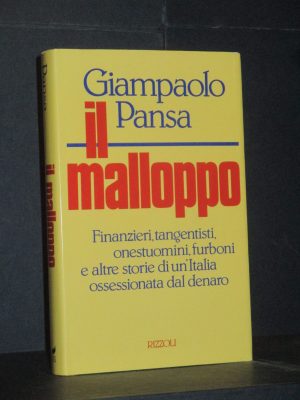 Giampaolo
Pansa
il
malloppo
Finanzieri, tangentisti,
onestuomini, furboni
e altre storie di un'Italia
ossessionata dal denaro
RIZZOLI
Pansa
il malloppo